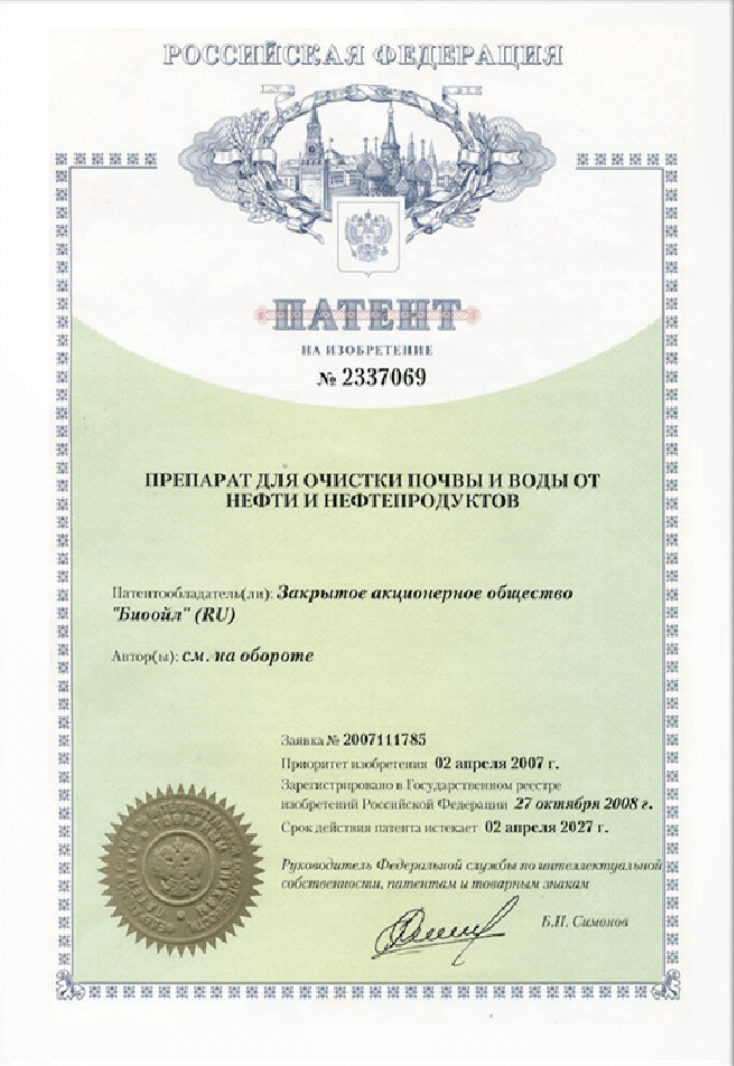 РОССИЙСКАЯ ФЕДЕРАЦИЯ
ПАТЕНТ
НА ИЗОБРЕТЕНИЕ
№ 2337069
ПРЕПАРАТ ДЛЯ ОЧИСТКИ ПОЧВЫ И ВОДЫ ОТ
НЕФТИ И НЕФТЕПРОДУКТОВ
Патентообладатель(ли): Закрытое акционерное общество
"Биоойл" (RU)
Автор(ы): см. на обороте
Заявка № 2007111785
Приоритет изобретения 02 апреля 2007 г.
Зарегистрировано в Государственном реестре
изобретений Российской Федерации 27 октября 2008 г.
Срок действия патента истекает 02 апреля 2027 г.
Руководитель Федеральной службы по интеллектуальной
собственности, патентам и товарным знакам
Б.П. Симонов